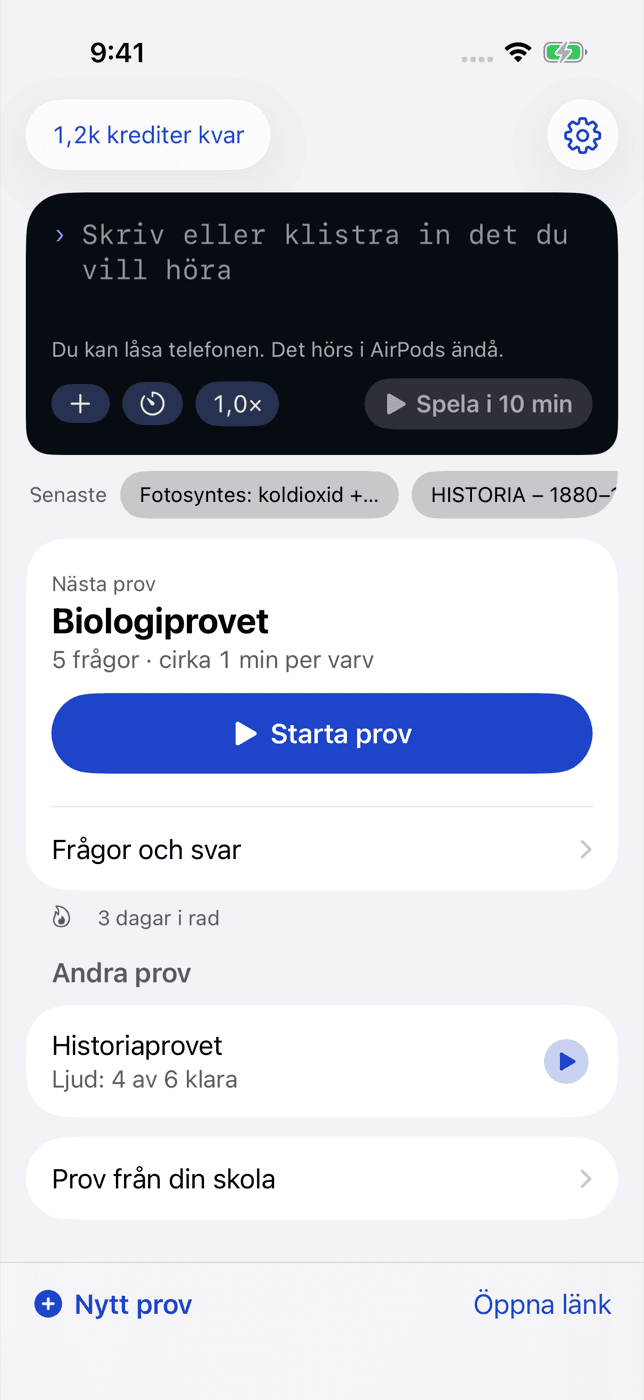 9:41
1,2k krediter kvar
› Skriv eller klistra in det du
vill höra
Du kan låsa telefonen. Det hörs i AirPods ändå.
1,0×
Spela i 10 min
Senaste
Fotosyntes: koldioxid +...
HISTORIA – 1880–
Nästa prov
Biologiprovet
5 frågor · cirka 1 min per varv
Starta prov
Frågor och svar
3 dagar i rad
Andra prov
Historiaprovet
Ljud: 4 av 6 klara
Prov från din skola
Nytt prov
Öppna länk